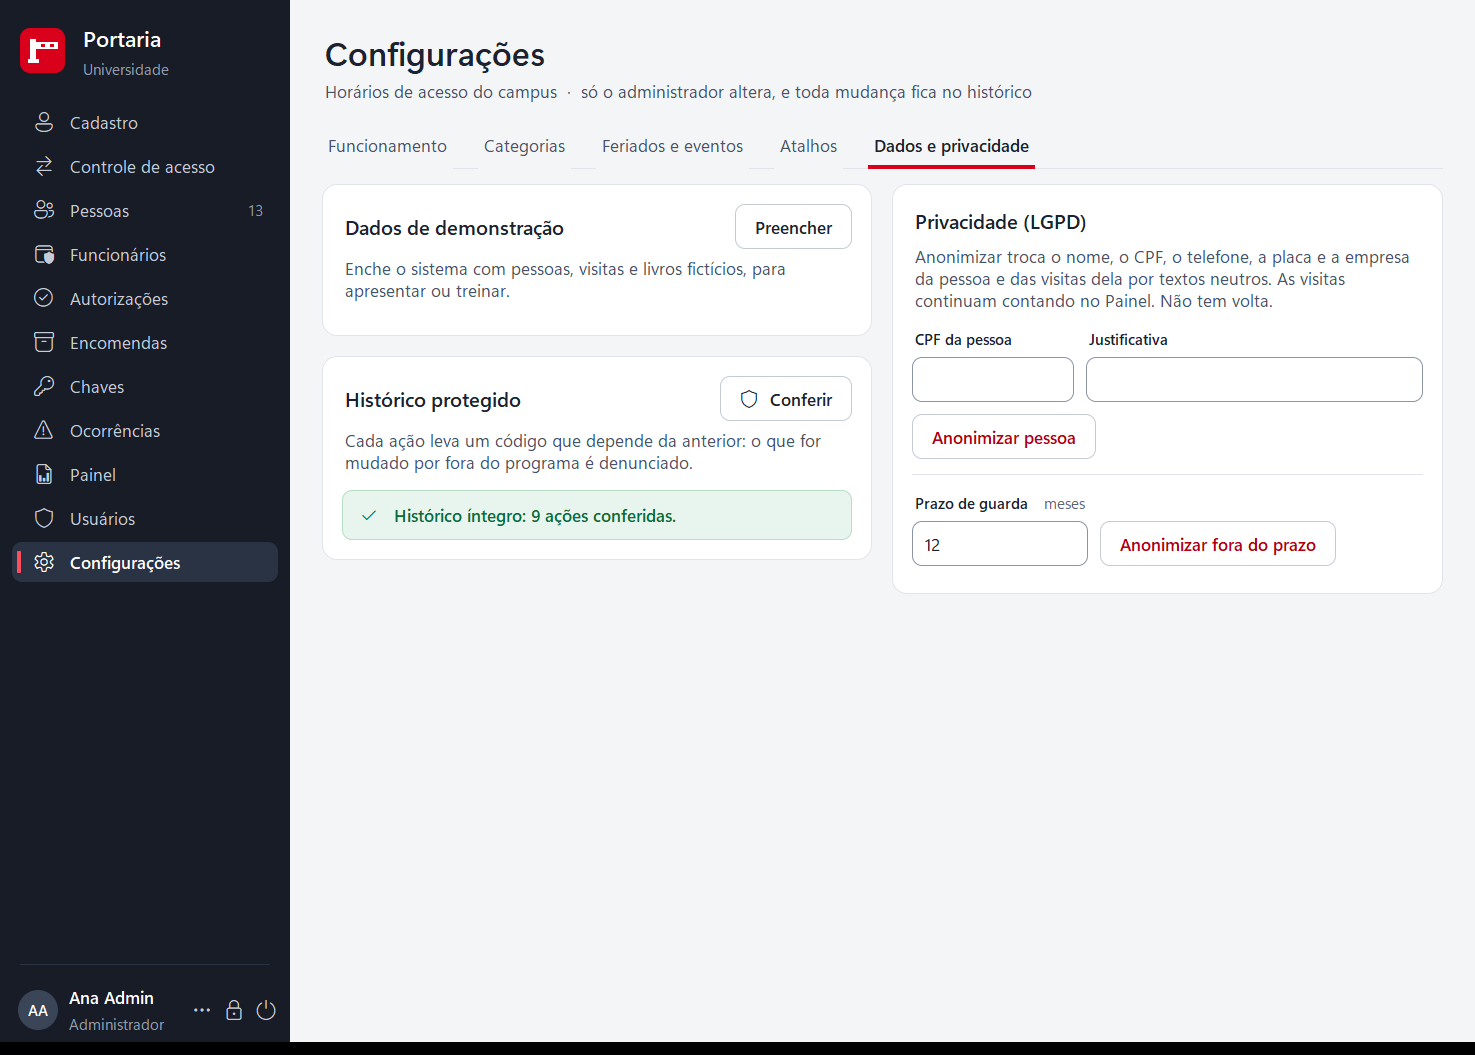 Portaria
Universidade
Cadastro
Controle de acesso
Pessoas 13
Funcionários
Autorizações
Encomendas
Chaves
Ocorrências
Painel
Usuários
Configurações
AA
Ana Admin
Administrador
Configurações
Horários de acesso do campus · só o administrador altera, e toda mudança fica no histórico
Funcionamento Categorias Feriados e eventos Atalhos Dados e privacidade
Dados de demonstração
Preencher
Enche o sistema com pessoas, visitas e livros fictícios, para
apresentar ou treinar.
Histórico protegido
Conferir
Cada ação leva um código que depende da anterior: o que for
mudado por fora do programa é denunciado.
Histórico íntegro: 9 ações conferidas.
Privacidade (LGPD)
Anonimizar troca o nome, o CPF, o telefone, a placa e a empresa
da pessoa e das visitas dela por textos neutros. As visitas
continuam contando no Painel. Não tem volta.
CPF da pessoa Justificativa
Anonimizar pessoa
Prazo de guarda meses
12
Anonimizar fora do prazo